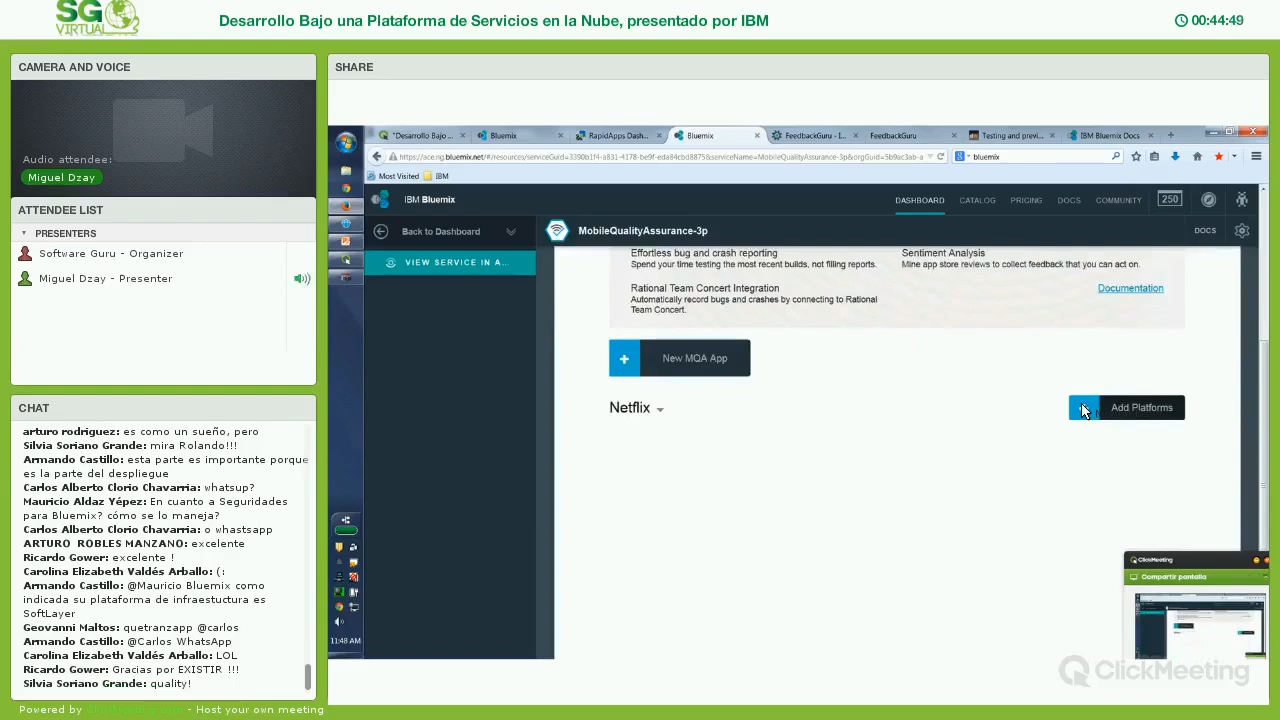 SG
VIRTUAL
Desarrollo Bajo una Plataforma de Servicios en la Nube, presentado por IBM
00:44:49
CAMERA AND VOICE
Audio attendee:
Miguel Dzay
ATTENDEE LIST
PRESENTERS
Software Guru - Organizer
Miguel Dzay - Presenter
CHAT
arturo rodriguez: es como un sueño, pero
Silvia Soriano Grande: mira Rolando!!!
Armando Castillo: esta parte es importante porque
es la parte del despliegue
Carlos Alberto Clorio Chavarria: whatsup?
Mauricio Aldaz Yépez: En cuanto a Seguridades
para Bluemix? cómo se lo maneja?
Carlos Alberto Clorio Chavarria: o whastsapp
ARTURO ROBLES MANZANO: excelente
Ricardo Gower: excelente !
Carolina Elizabeth Valdés Arballo: (:
Armando Castillo: @Mauricio Bluemix como
indicada su plataforma de infraestuctura es
SoftLayer
Geovanni Maltos: quetranzapp @carlos
Armando Castillo: @Carlos WhatsApp
Carolina Elizabeth Valdés Arballo: LOL
Ricardo Gower: Gracias por EXISTIR !!!
Silvia Soriano Grande: quality!
Powered by ClickMeeting.com - Host your own meeting
SHARE
"Desarrollo Bajo ...
Bluemix
RapidApps Dash...
Bluemix
FeedbackGuru - I...
FeedbackGuru
Testing and previ...
IBM Bluemix Docs
bluemix
Most Visited
IBM
IBM Bluemix
DASHBOARD
CATALOG
PRICING
DOCS
COMMUNITY
250
Back to Dashboard
MobileQualityAssurance-3p
DOCS
VIEW SERVICE IN A...
Effortless bug and crash reporting
Spend your time testing the most recent builds, not filling reports.
Sentiment Analysis
Mine app store reviews to collect feedback that you can act on.
Rational Team Concert Integration
Automatically record bugs and crashes by connecting to Rational
Team Concert.
Documentation
New MQA App
Netflix
Add Platforms
11:48 AM
ClickMeeting
Compartir pantalla
ClickMeeting